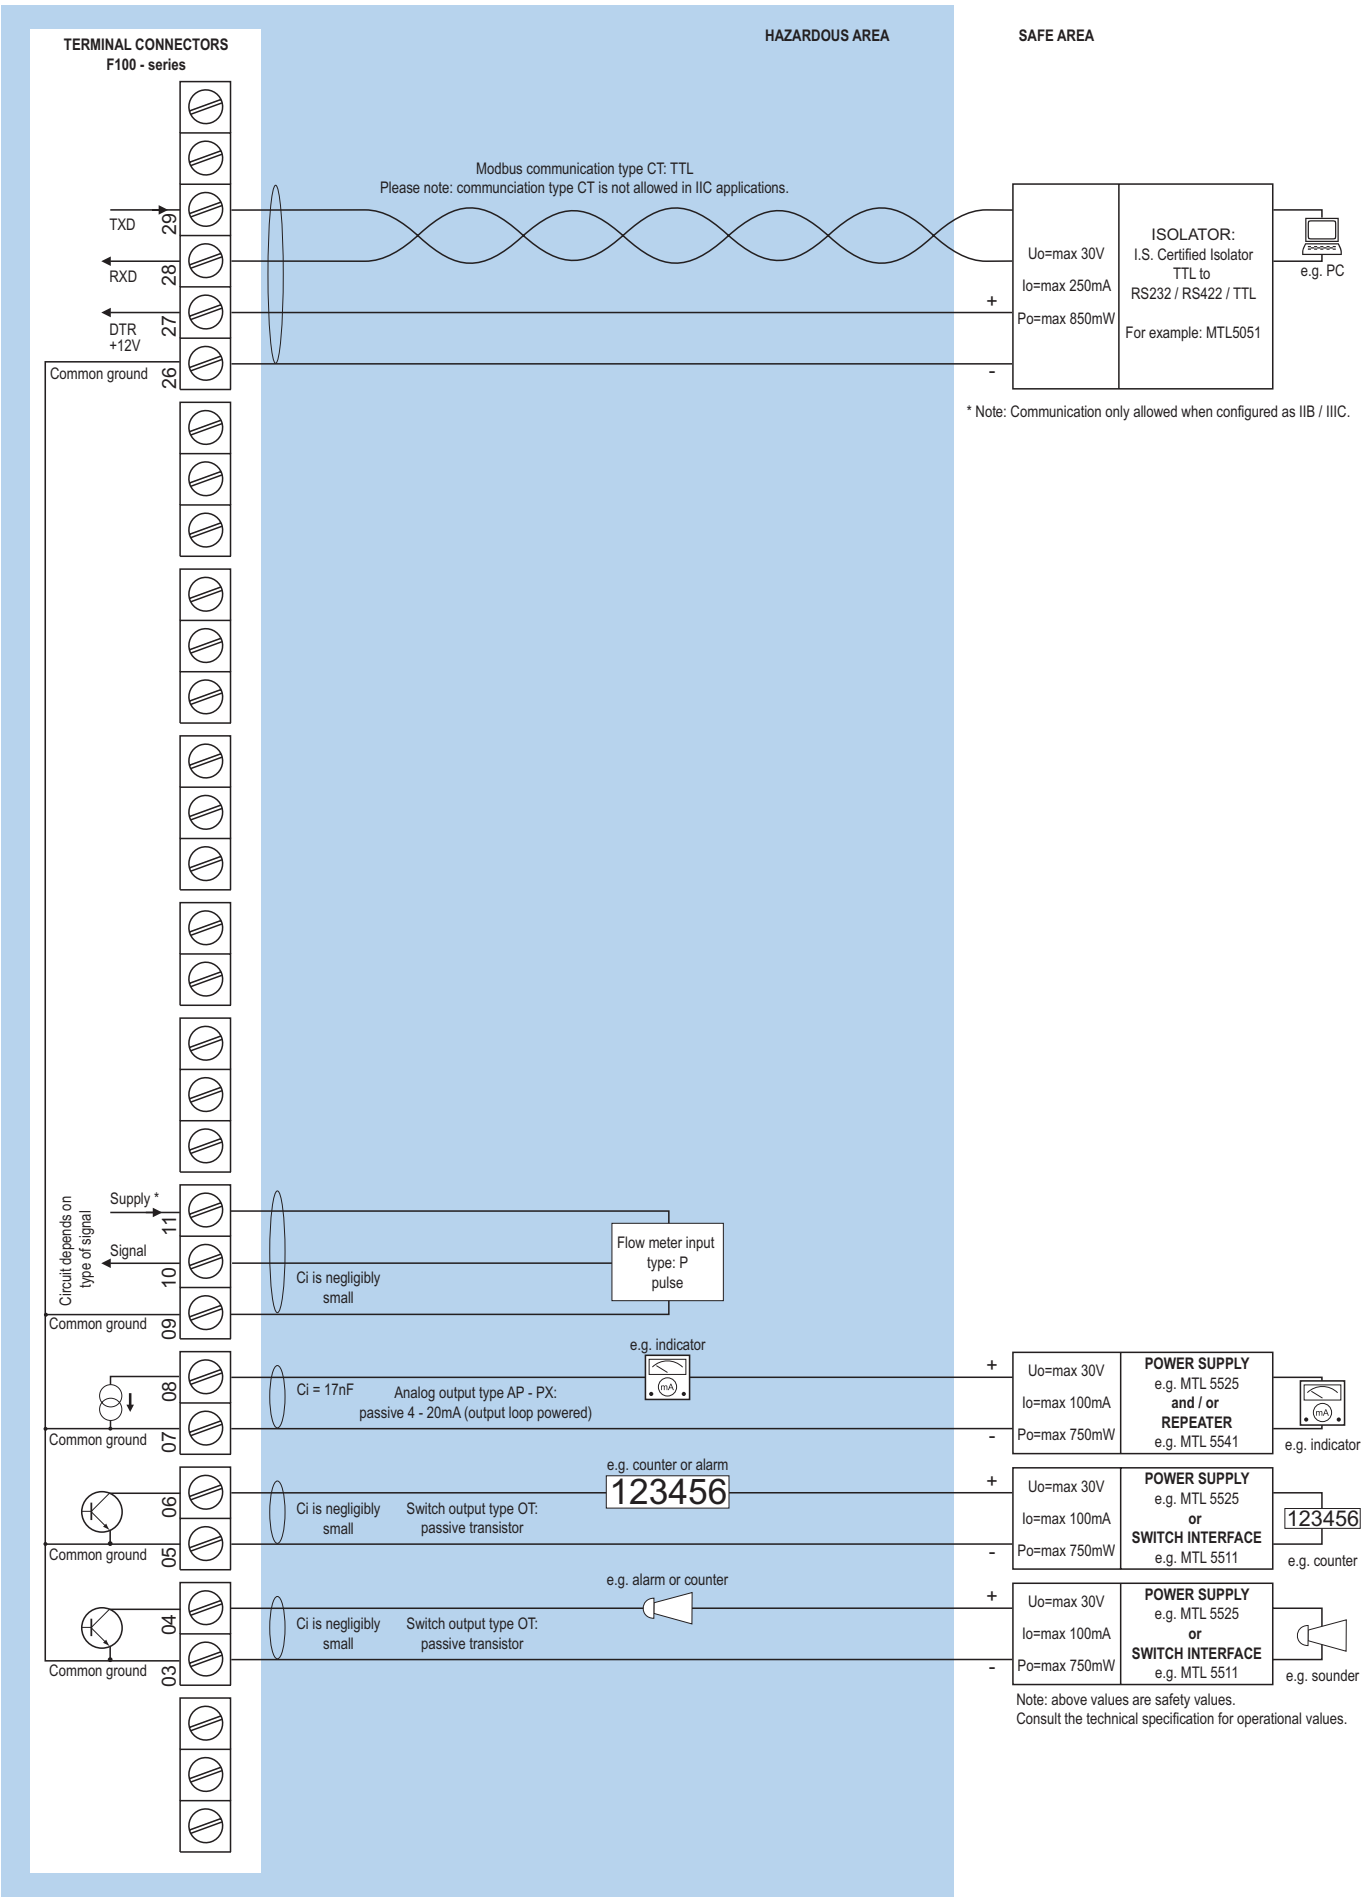 HAZARDOUS AREA
SAFE AREA
TERMINAL CONNECTORS
F100 - series
Modbus communication type CT: TTL
Please note: communciation type CT is not allowed in IIC applications.
TXD
29
RXD
28
DTR
+12V
27
Common ground
26
+
-
Uo=max 30V
Io=max 250mA
Po=max 850mW
ISOLATOR:
I.S. Certified Isolator
TTL to
RS232 / RS422 / TTL
For example: MTL5051
e.g. PC
* Note: Communication only allowed when configured as IIB / IIIC.
Circuit depends on
type of signal
Supply *
11
Signal
10
Common ground
09
Ci is negligibly
small
Flow meter input
type: P
pulse
08
Common ground
07
Ci = 17nF
Analog output type AP - PX:
passive 4 - 20mA (output loop powered)
e.g. indicator
mA
+
-
Uo=max 30V
Io=max 100mA
Po=max 750mW
POWER SUPPLY
e.g. MTL 5525
and / or
REPEATER
e.g. MTL 5541
mA
e.g. indicator
06
Common ground
05
Ci is negligibly
small
Switch output type OT:
passive transistor
e.g. counter or alarm
123456
+
-
Uo=max 30V
Io=max 100mA
Po=max 750mW
POWER SUPPLY
e.g. MTL 5525
or
SWITCH INTERFACE
e.g. MTL 5511
123456
e.g. counter
04
Common ground
03
Ci is negligibly
small
Switch output type OT:
passive transistor
e.g. alarm or counter
+
-
Uo=max 30V
Io=max 100mA
Po=max 750mW
POWER SUPPLY
e.g. MTL 5525
or
SWITCH INTERFACE
e.g. MTL 5511
e.g. sounder
Note: above values are safety values.
Consult the technical specification for operational values.